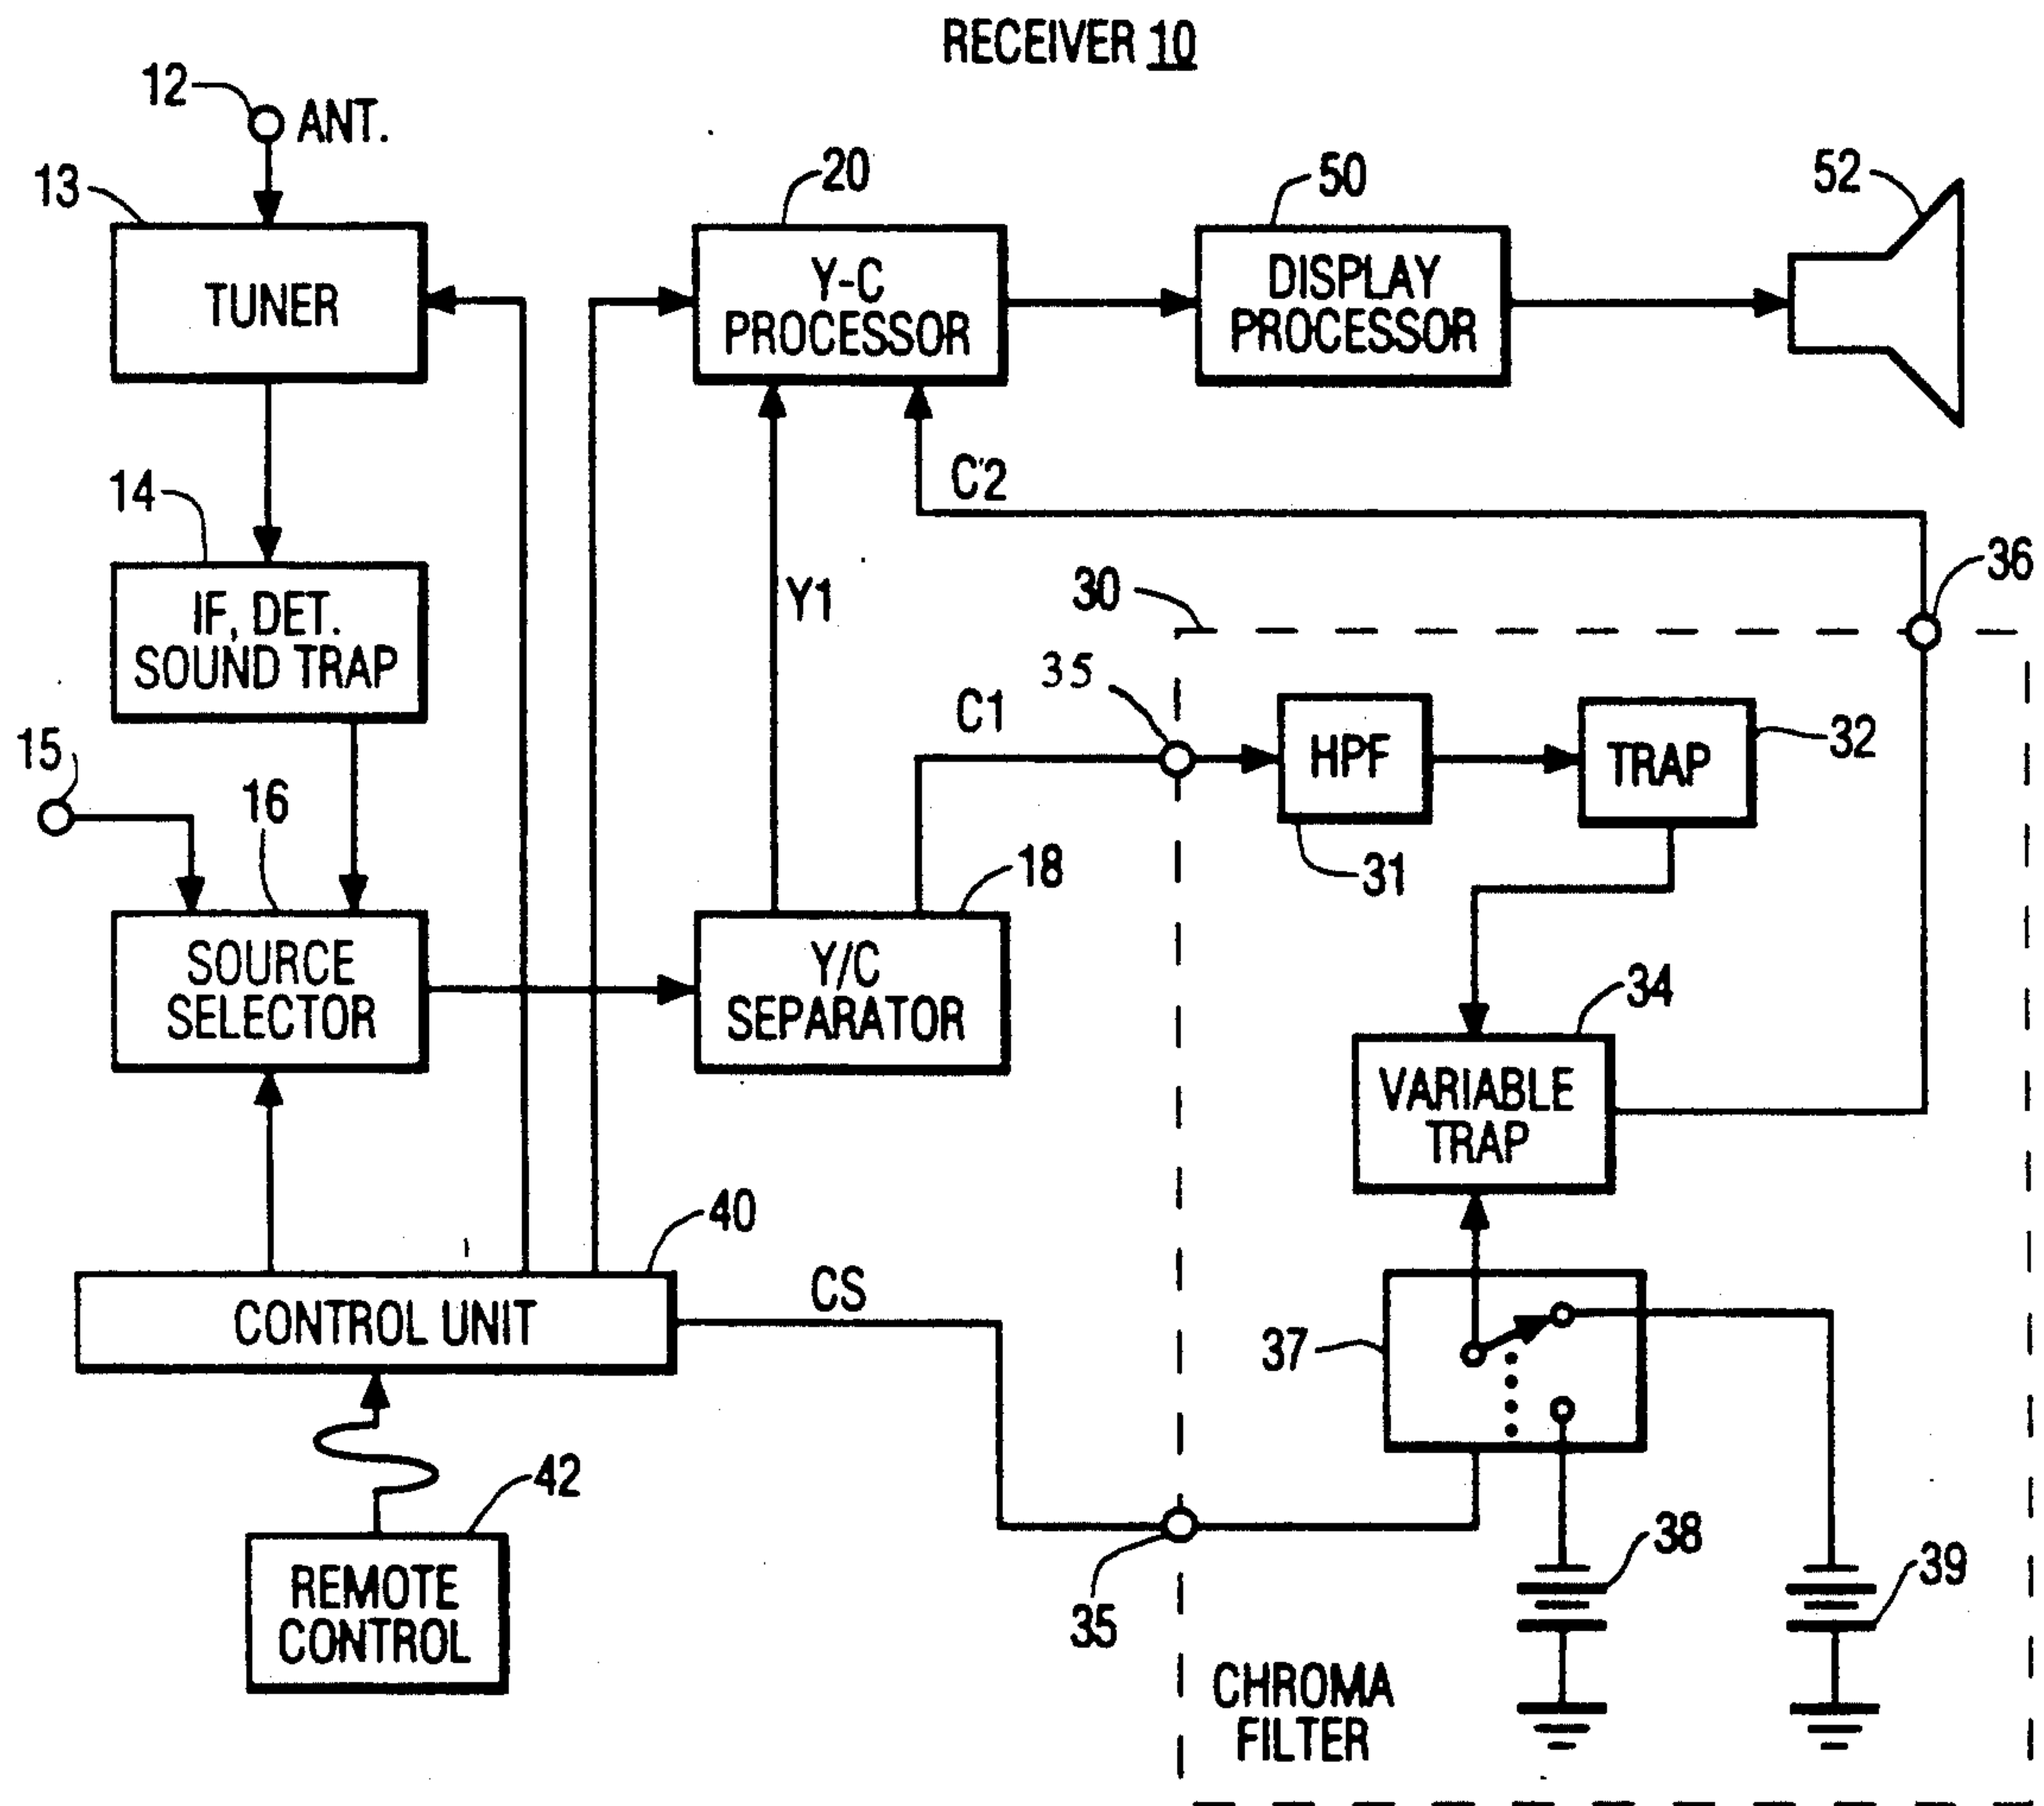 RECEIVER 10
12
ANT.
13
TUNER
20
Y-C
PROCESSOR
50
DISPLAY
PROCESSOR
52
14
IF, DET.
SOUND TRAP
C2
Y1
30
36
35
C1
HPF
31
TRAP
32
15
16
SOURCE
SELECTOR
18
Y/C
SEPARATOR
34
VARIABLE
TRAP
40
CONTROL UNIT
CS
37
42
REMOTE
CONTROL
35
38
39
CHROMA
FILTER